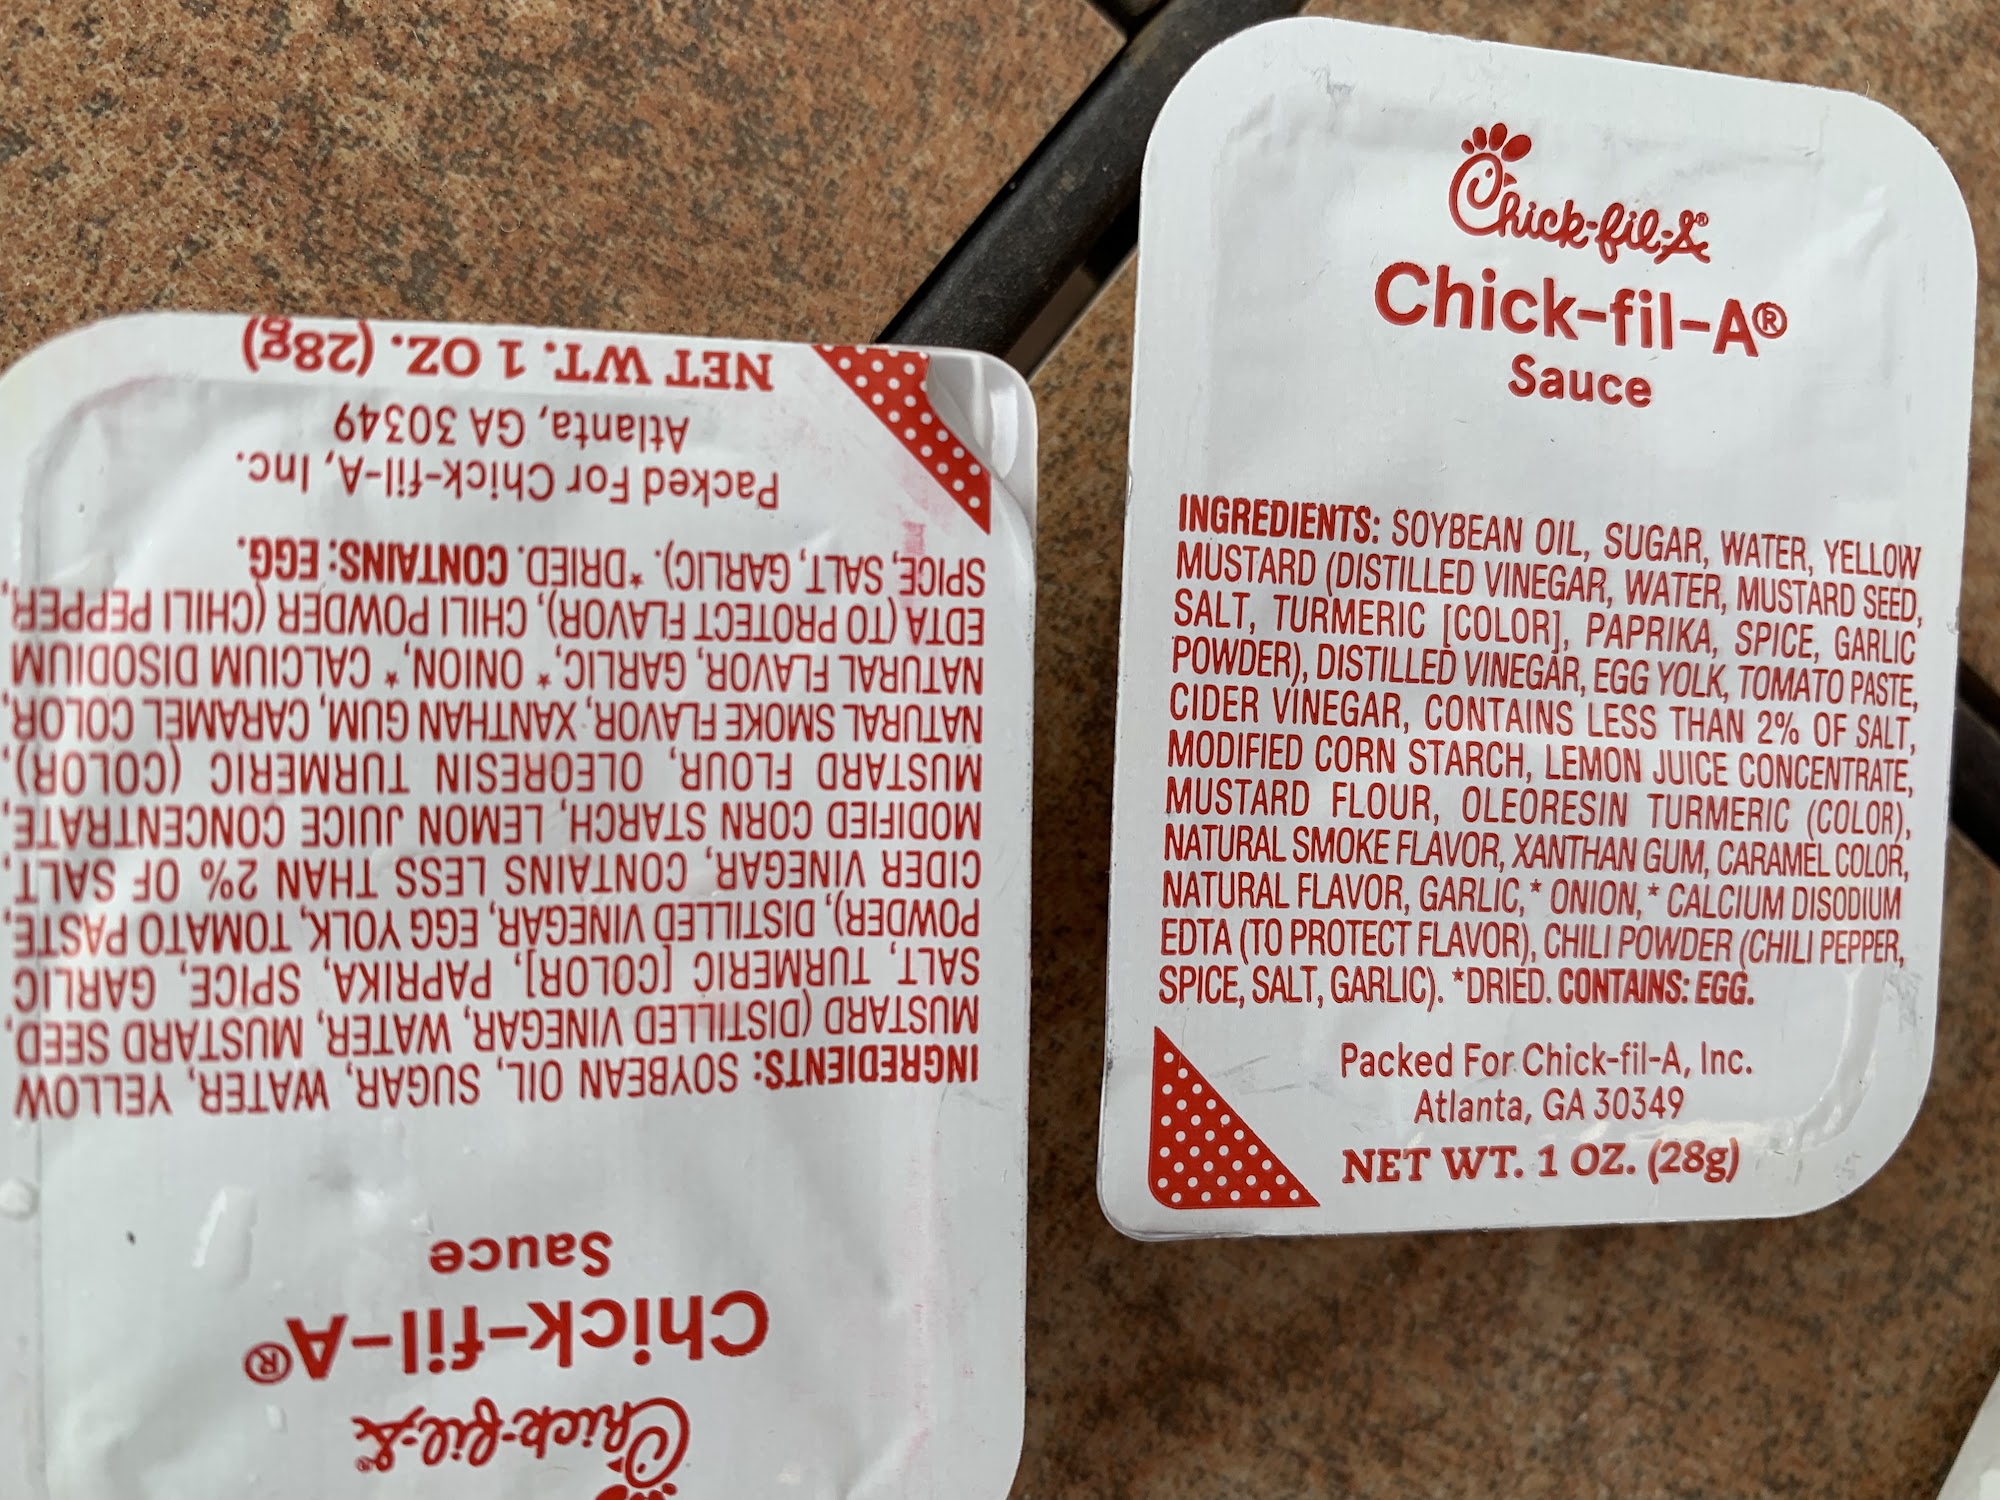 Chick-fil-A®
Chick-fil-A®
Sauce
INGREDIENTS: SOYBEAN OIL, SUGAR, WATER, YELLOW
MUSTARD (DISTILLED VINEGAR, WATER, MUSTARD SEED,
SALT, TURMERIC [COLOR], PAPRIKA, SPICE, GARLIC
POWDER), DISTILLED VINEGAR, EGG YOLK, TOMATO PASTE,
CIDER VINEGAR, CONTAINS LESS THAN 2% OF SALT,
MODIFIED CORN STARCH, LEMON JUICE CONCENTRATE,
MUSTARD FLOUR, OLEORESIN TURMERIC (COLOR),
NATURAL SMOKE FLAVOR, XANTHAN GUM, CARAMEL COLOR,
NATURAL FLAVOR, GARLIC,* ONION,* CALCIUM DISODIUM
EDTA (TO PROTECT FLAVOR), CHILI POWDER (CHILI PEPPER,
SPICE, SALT, GARLIC). *DRIED. CONTAINS: EGG.
Packed For Chick-fil-A, Inc.
Atlanta, GA 30349
NET WT. 1 OZ. (28g)
Chick-fil-A®
Chick-fil-A®
Sauce
INGREDIENTS: SOYBEAN OIL, SUGAR, WATER, YELLOW
MUSTARD (DISTILLED VINEGAR, WATER, MUSTARD SEED,
SALT, TURMERIC [COLOR], PAPRIKA, SPICE, GARLIC
POWDER), DISTILLED VINEGAR, EGG YOLK, TOMATO PASTE,
CIDER VINEGAR, CONTAINS LESS THAN 2% OF SALT,
MODIFIED CORN STARCH, LEMON JUICE CONCENTRATE,
MUSTARD FLOUR, OLEORESIN TURMERIC (COLOR),
NATURAL SMOKE FLAVOR, XANTHAN GUM, CARAMEL COLOR,
NATURAL FLAVOR, GARLIC,* ONION,* CALCIUM DISODIUM
EDTA (TO PROTECT FLAVOR), CHILI POWDER (CHILI PEPPER,
SPICE, SALT, GARLIC). *DRIED. CONTAINS: EGG.
Packed For Chick-fil-A, Inc.
Atlanta, GA 30349
NET WT. 1 OZ. (28g)